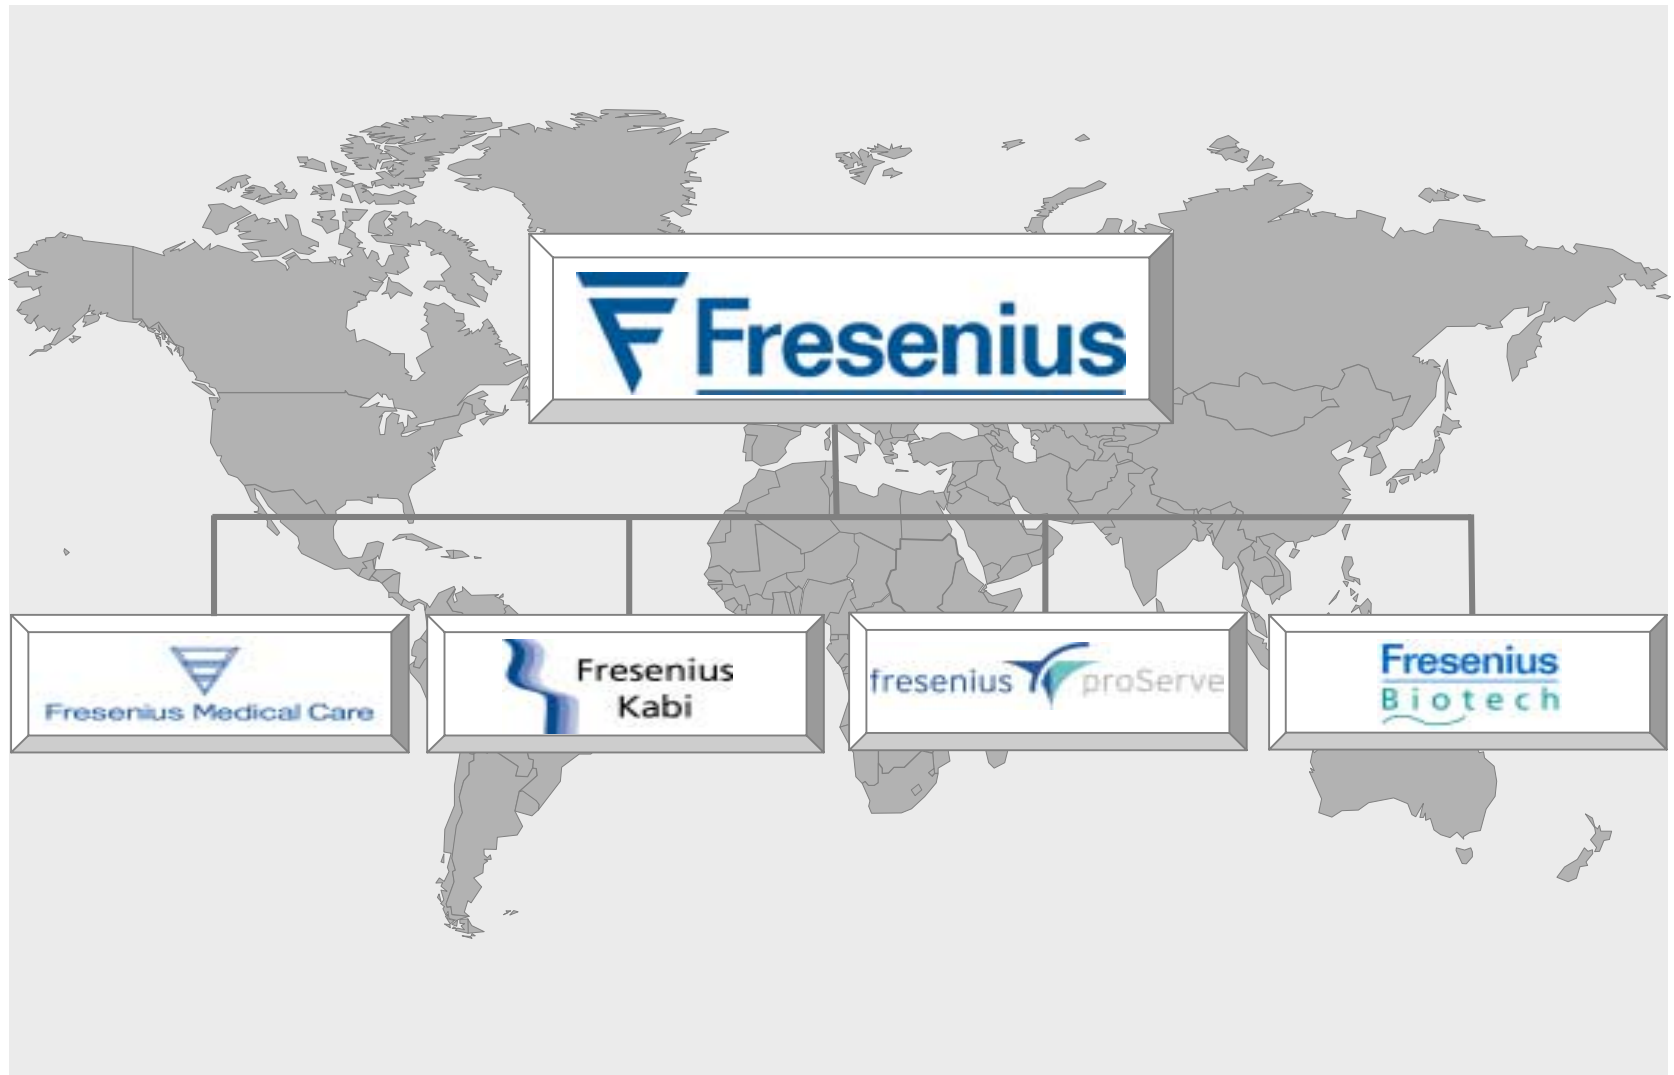 Fresenius
Fresenius Medical Care
Fresenius
Kabi
fresenius proServe
Fresenius
Biotech